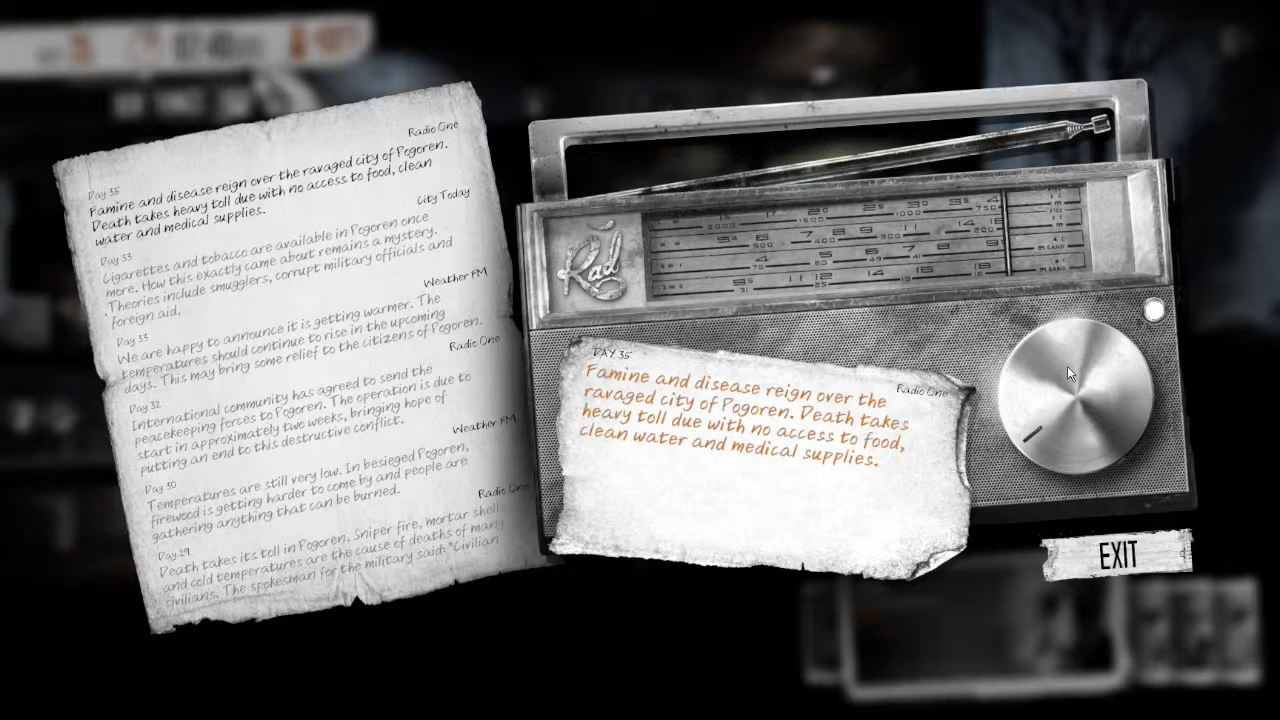 Radio One
Day 35
Famine and disease reign over the ravaged city of Pogoren.
Death takes heavy toll due with no access to food, clean
water and medical supplies.
City Today
Day 33
Cigarettes and tobacco are available in Pogoren once
more. How this exactly came about remains a mystery.
Theories include smugglers, corrupt military officials and
foreign aid.
Weather FM
Day 33
We are happy to announce it is getting warmer. The
temperatures should continue to rise in the upcoming
days. This may bring some relief to the citizens of Pogoren.
Radio One
Day 32
International community has agreed to send the
peacekeeping forces to Pogoren. The operation is due to
start in approximately two weeks, bringing hope of
putting an end to this destructive conflict.
Weather FM
Day 30
Temperatures are still very low. In besieged Pogoren,
firewood is getting harder to come by and people are
gathering anything that can be burned.
Radio One
Day 29
Death takes its toll in Pogoren. Sniper fire, mortar shell
and cold temperatures are the cause of deaths of many
civilians. The spokesman for the military said: "Civilian
Rad
DAY 35
Radio One
Famine and disease reign over the
ravaged city of Pogoren. Death takes
heavy toll due with no access to food,
clean water and medical supplies.
EXIT